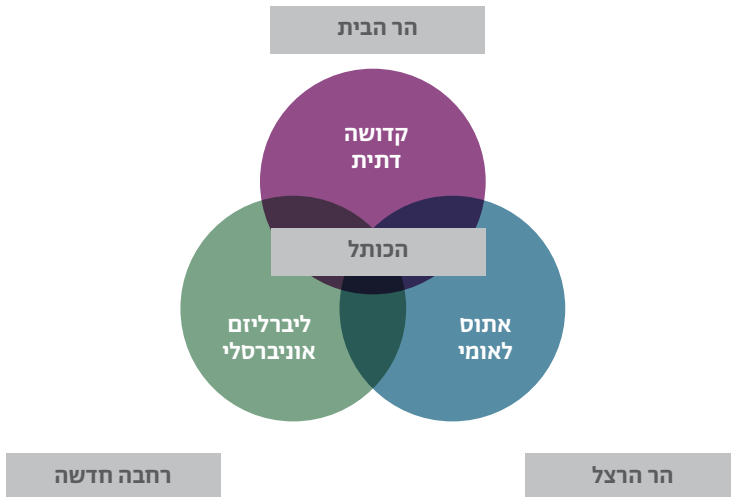 הר הבית
קדושה
דתית
הכותל
אתוס
לאומי
ליברליזם
אוניברסלי
הר הרצל
רחבה חדשה